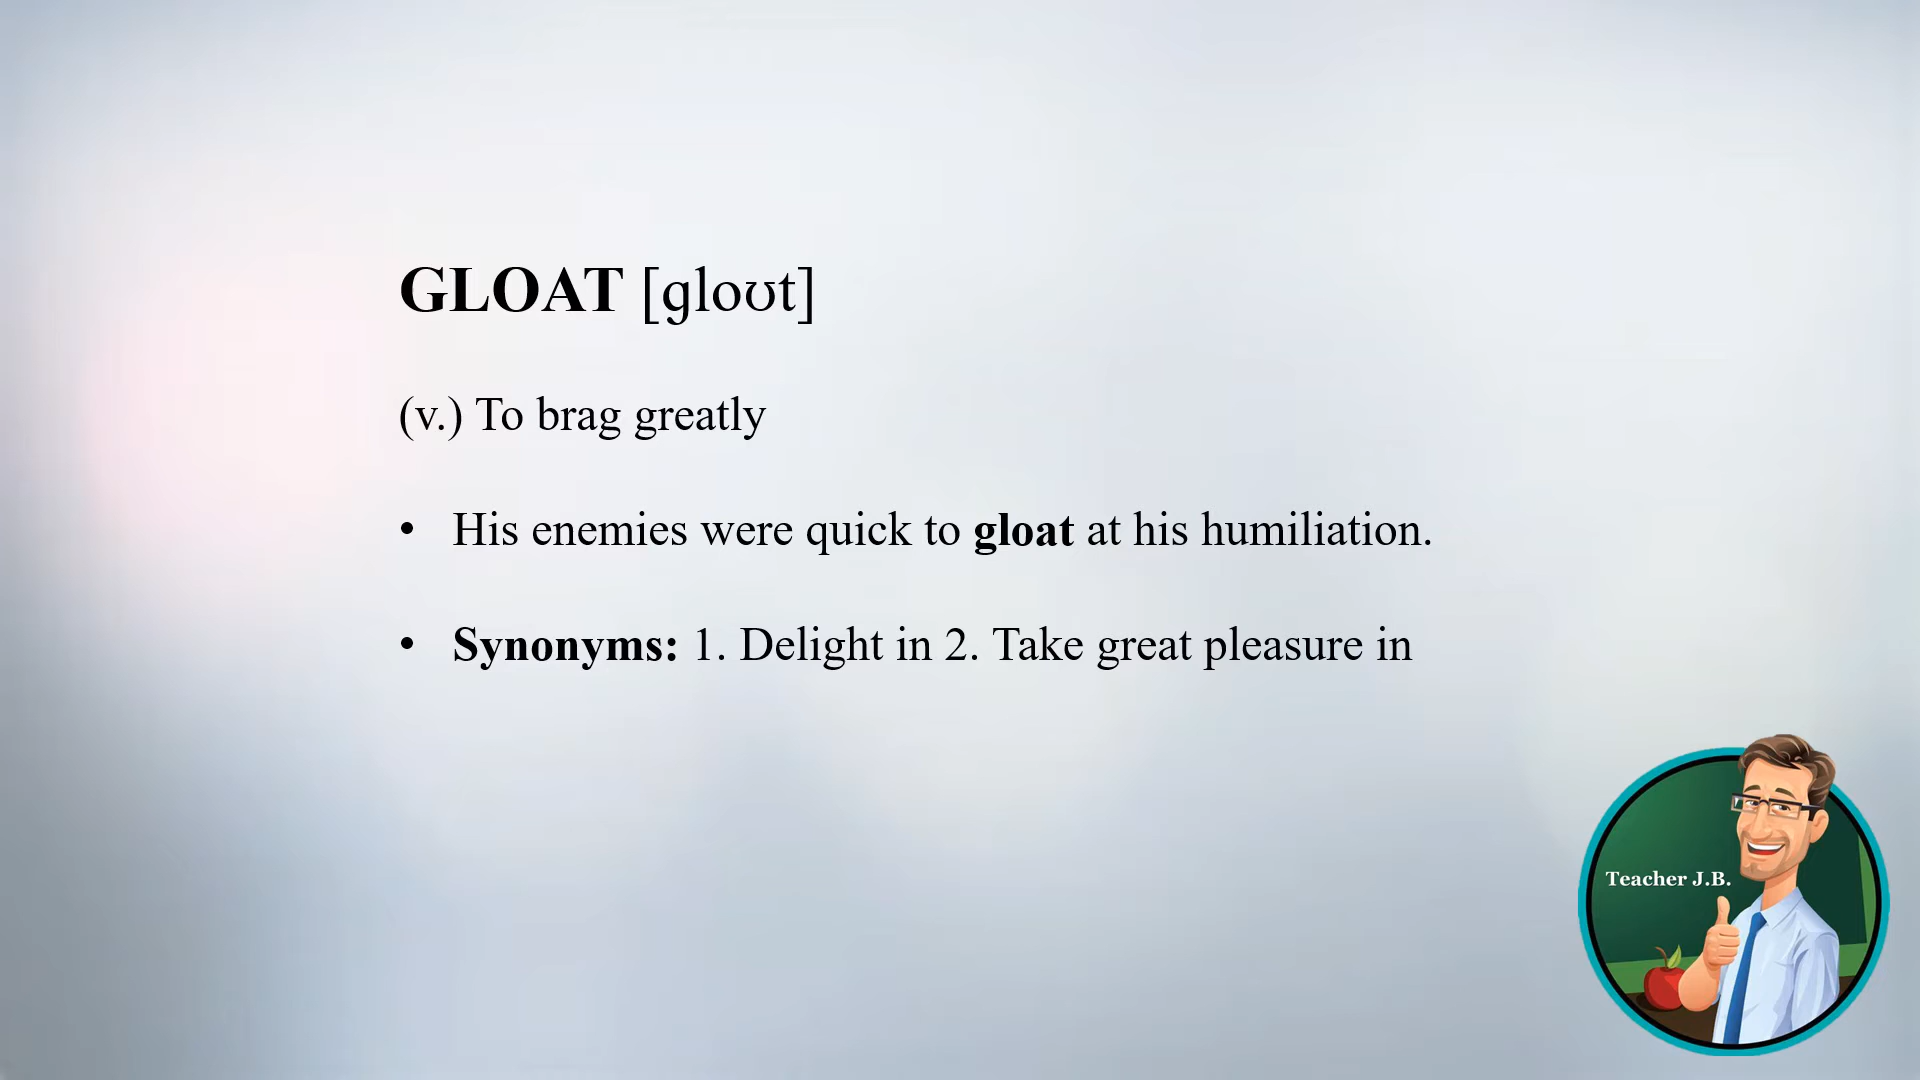 GLOAT [ɡloʊt]
(v.) To brag greatly
• His enemies were quick to gloat at his humiliation.
• Synonyms: 1. Delight in 2. Take great pleasure in
Teacher J.B.